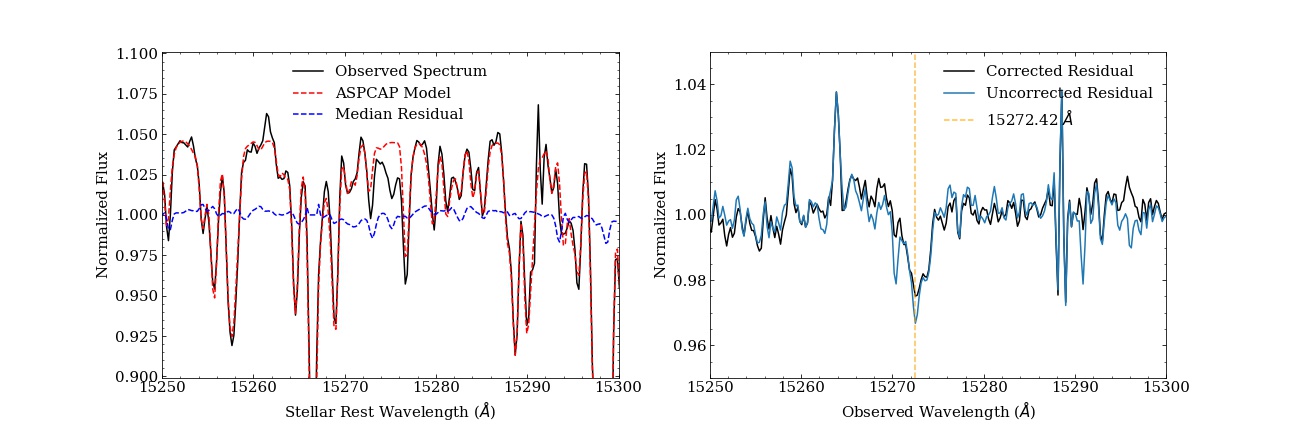 Observed Spectrum
ASPCAP Model
Median Residual
1.100
1.075
1.050
1.025
1.000
0.975
0.950
0.925
0.900
Normalized Flux
15250
15260
15270
15280
15290
15300
Stellar Rest Wavelength (Å)
Corrected Residual
Uncorrected Residual
15272.42 Å
1.04
1.02
1.00
0.98
0.96
Normalized Flux
15250
15260
15270
15280
15290
15300
Observed Wavelength (Å)